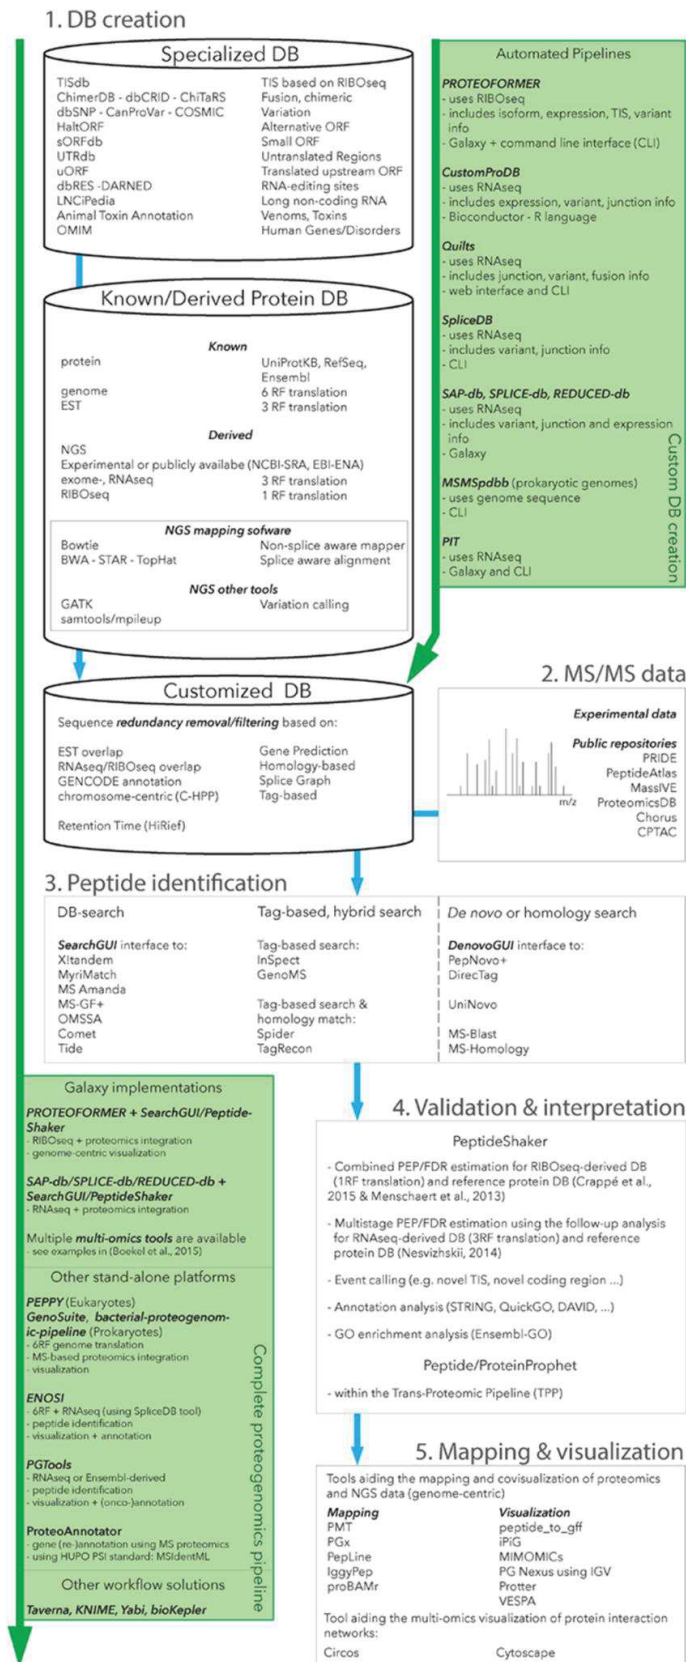 1. DB creation
Specialized DB
TISdb TIS based on RIBOseq
ChimerDB - dbCRID - ChiTaRS Fusion, chimeric
dbSNP - CanProVar - COSMIC Variation
HaltORF Alternative ORF
sORFdb Small ORF
UTRdb Untranslated Regions
uORF Translated upstream ORF
dbRES -DARNED RNA-editing sites
LNCiPedia Long non-coding RNA
Animal Toxin Annotation Venoms, Toxins
OMIM Human Genes/Disorders
Known/Derived Protein DB
Known
protein UniProtKB, RefSeq,
Ensembl
genome 6 RF translation
EST 3 RF translation
Derived
NGS
Experimental or publicly availabe (NCBI-SRA, EBI-ENA)
exome-, RNAseq 3 RF translation
RIBOseq 1 RF translation
NGS mapping sofware
Bowtie Non-splice aware mapper
BWA - STAR - TopHat Splice aware alignment
NGS other tools
GATK Variation calling
samtools/mpileup
Automated Pipelines
PROTEOFORMER
- uses RIBOseq
- includes isoform, expression, TIS, variant
info
- Galaxy + command line interface (CLI)
CustomProDB
- uses RNAseq
- includes expression, variant, junction info
- Bioconductor - R language
Quilts
- uses RNAseq
- includes junction, variant, fusion info
- web interface and CLI
SpliceDB
- uses RNAseq
- includes variant, junction info
- CLI
SAP-db, SPLICE-db, REDUCED-db
- uses RNAseq
- includes variant, junction and expression
info
- Galaxy
MSMSpdbb (prokaryotic genomes)
- uses genome sequence
- CLI
PIT
- uses RNAseq
- Galaxy and CLI
Custom DB creation
Customized DB
Sequence redundancy removal/filtering based on:
EST overlap Gene Prediction
RNAseq/RIBOseq overlap Homology-based
GENCODE annotation Splice Graph
chromosome-centric (C-HPP) Tag-based
Retention Time (HiRief)
2. MS/MS data
Experimental data
Public repositories
PRIDE
PeptideAtlas
MassIVE
ProteomicsDB
Chorus
CPTAC
m/z
3. Peptide identification
DB-search
SearchGUI interface to:
X!tandem
MyriMatch
MS Amanda
MS-GF+
OMSSA
Comet
Tide
Tag-based, hybrid search
Tag-based search:
InSpect
GenoMS
Tag-based search &
homology match:
Spider
TagRecon
De novo or homology search
DenovoGUI interface to:
PepNovo+
DirecTag
UniNovo
MS-Blast
MS-Homology
Galaxy implementations
PROTEOFORMER + SearchGUI/Peptide-
Shaker
- RIBOseq + proteomics integration
- genome-centric visualization
SAP-db/SPLICE-db/REDUCED-db +
SearchGUI/PeptideShaker
- RNAseq + proteomics integration
Multiple multi-omics tools are available
- see examples in (Boekel et al., 2015)
Other stand-alone platforms
PEPPY (Eukaryotes)
GenoSuite, bacterial-proteogenom-
ic-pipeline (Prokaryotes)
- 6RF genome translation
- MS-based proteomics integration
- visualization
ENOSI
- 6RF + RNAseq (using SpliceDB tool)
- peptide identification
- visualization + annotation
PGTools
- RNAseq or Ensembl-derived
- peptide identification
- visualization + (onco-)annotation
ProteoAnnotator
- gene (re-)annotation using MS proteomics
- using HUPO PSI standard: MSIdentML
Other workflow solutions
Taverna, KNIME, Yabi, bioKepler
Complete proteogenomics pipeline
4. Validation & interpretation
PeptideShaker
- Combined PEP/FDR estimation for RIBOseq-derived DB
(1RF translation) and reference protein DB (Crappé et al.,
2015 & Menschaert et al., 2013)
- Multistage PEP/FDR estimation using the follow-up analysis
for RNAseq-derived DB (3RF translation) and reference
protein DB (Nesvizhskii, 2014)
- Event calling (e.g. novel TIS, novel coding region ...)
- Annotation analysis (STRING, QuickGO, DAVID, ...)
- GO enrichment analysis (Ensembl-GO)
Peptide/ProteinProphet
- within the Trans-Proteomic Pipeline (TPP)
5. Mapping & visualization
Tools aiding the mapping and covisualization of proteomics
and NGS data (genome-centric)
Mapping Visualization
PMT peptide_to_gff
PGx iPiG
PepLine MIMOMICs
IggyPep PG Nexus using IGV
proBAMr Protter
VESPA
Tool aiding the multi-omics visualization of protein interaction
networks:
Circos Cytoscape